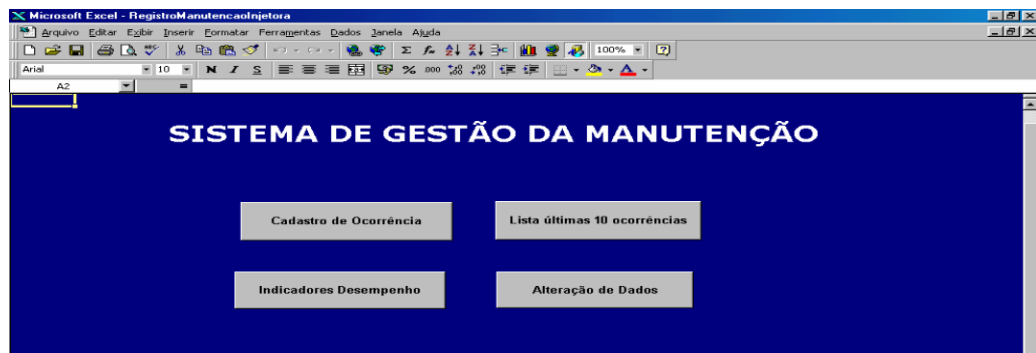 Microsoft Excel - RegistroManutencaoInjetora
Arquivo Editar Exibir Inserir Formatar Ferramentas Dados Janela Ajuda
100%
Arial 10 N I S % 000
A2 =
SISTEMA DE GESTÃO DA MANUTENÇÃO
Cadastro de Ocorrência Lista últimas 10 ocorrências
Indicadores Desempenho Alteração de Dados